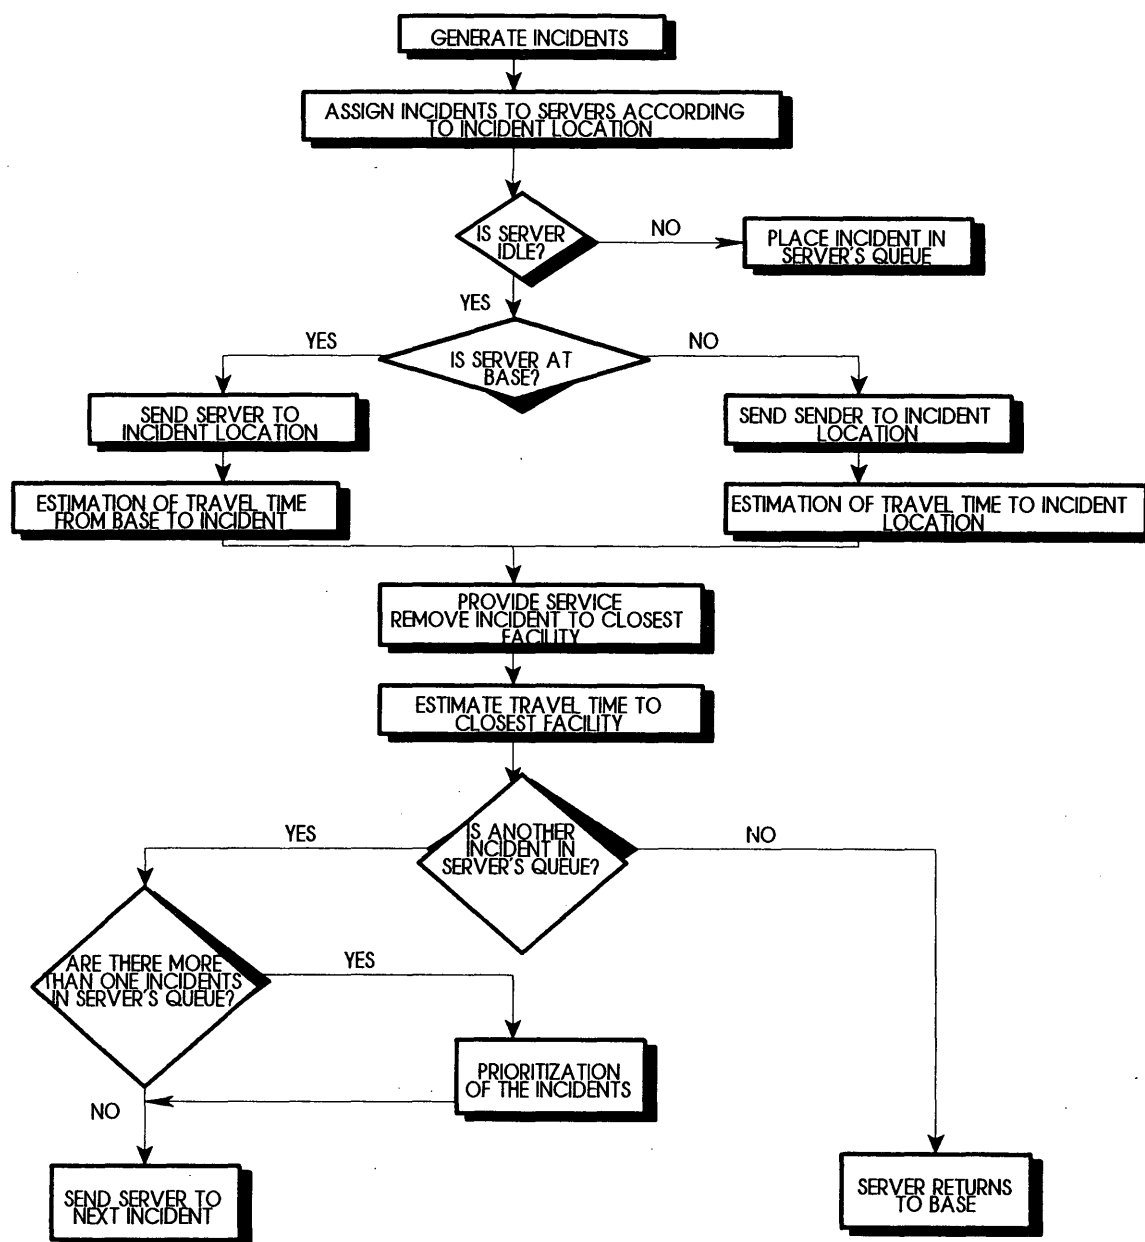 GENERATE INCIDENTS
ASSIGN INCIDENTS TO SERVERS ACCORDING
TO INCIDENT LOCATION
IS SERVER
IDLE?
NO
PLACE INCIDENT IN
SERVER'S QUEUE
YES
YES
IS SERVER AT
BASE?
NO
SEND SERVER TO
INCIDENT LOCATION
SEND SENDER TO INCIDENT
LOCATION
ESTIMATION OF TRAVEL TIME
FROM BASE TO INCIDENT
ESTIMATION OF TRAVEL TIME TO INCIDENT
LOCATION
PROVIDE SERVICE
REMOVE INCIDENT TO CLOSEST
FACILITY
ESTIMATE TRAVEL TIME TO
CLOSEST FACILITY
YES
IS ANOTHER
INCIDENT IN
SERVER'S QUEUE?
NO
ARE THERE MORE
THAN ONE INCIDENTS
IN SERVER'S QUEUE?
YES
PRIORITIZATION
OF THE INCIDENTS
NO
SEND SERVER TO
NEXT INCIDENT
SERVER RETURNS
TO BASE